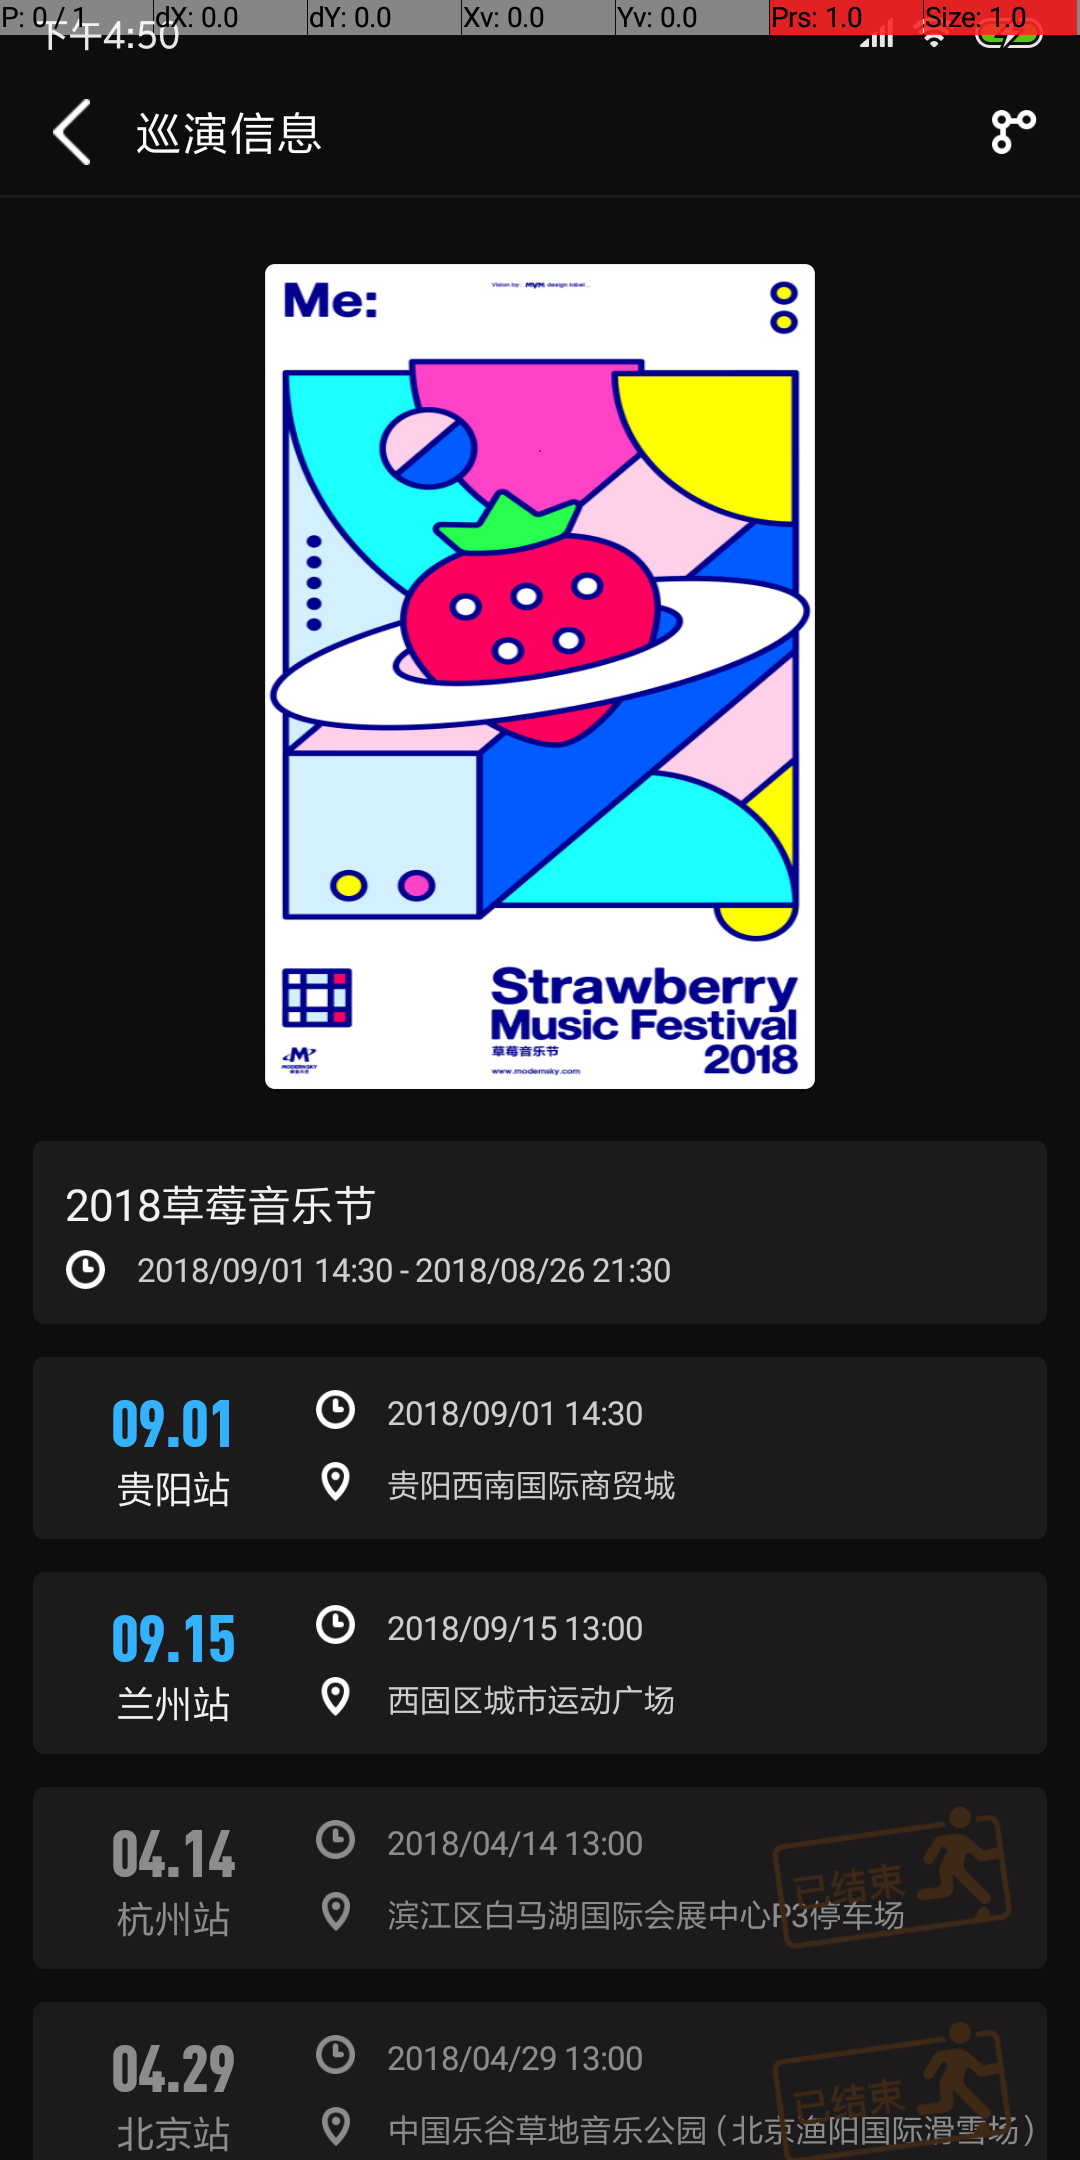 P: 0 / 1
dX: 0.0
dY: 0.0
Xv: 0.0
Yv: 0.0
Prs: 1.0
Size: 1.0
下午4:50
巡演信息
Me:
Vision by: MVM design label
Strawberry
Music Festival
草莓音乐节
2018
MODERNSKY
www.modernsky.com
2018草莓音乐节
2018/09/01 14:30 - 2018/08/26 21:30
09.01
2018/09/01 14:30
贵阳站
贵阳西南国际商贸城
09.15
2018/09/15 13:00
兰州站
西固区城市运动广场
04.14
2018/04/14 13:00
已结束
杭州站
滨江区白马湖国际会展中心P3停车场
04.29
2018/04/29 13:00
已结束
北京站
中国乐谷草地音乐公园（北京渔阳国际滑雪场）